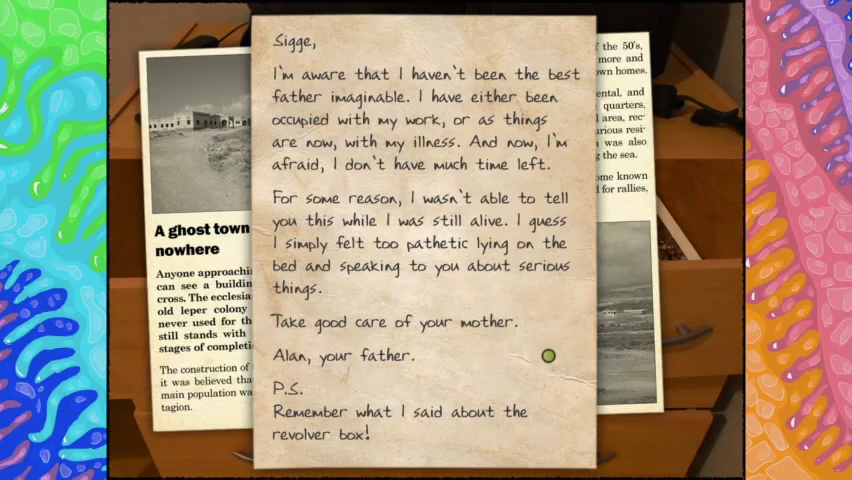 Sigge,
I'm aware that I haven't been the best
father imaginable. I have either been
occupied with my work, or as things
are now, with my illness. And now, I'm
afraid, I don't have much time left.
For some reason, I wasn't able to tell
you this while I was still alive. I guess
I simply felt too pathetic lying on the
bed and speaking to you about serious
things.
Take good care of your mother.
Alan, your father.
P.S.
Remember what I said about the
revolver box!
A ghost town
nowhere
Anyone approachi
can see a buildin
cross. The ecclesia
old leper colony
never used for th
still stands with
stages of completi
The construction of
it was believed tha
main population wa
tagion.
f the 50's,
more and
own homes.
ental, and
quarters,
l area, rec-
urious resi-
was also
g the sea.
ome known
d for rallies,